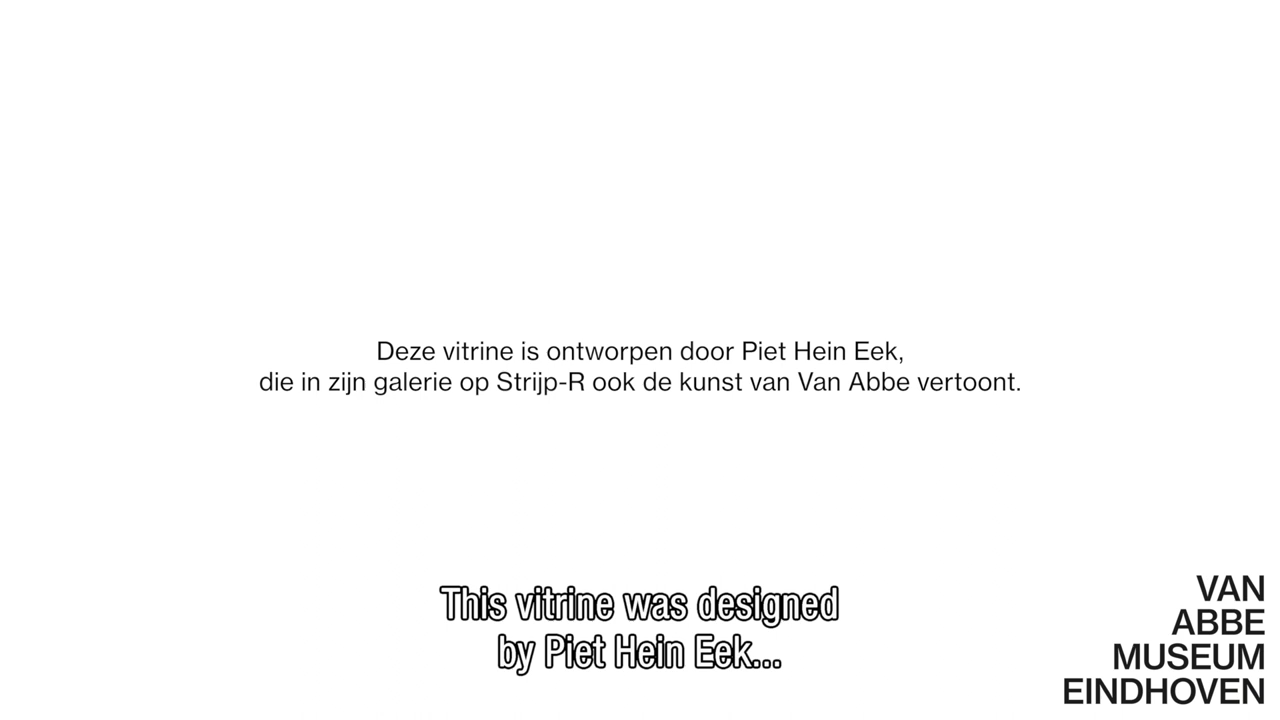 Deze vitrine is ontworpen door Piet Hein Eek,
die in zijn galerie op Strijp-R ook de kunst van Van Abbe vertoont.
This vitrine was designed
by Piet Hein Eek...
VAN
ABBE
MUSEUM
EINDHOVEN